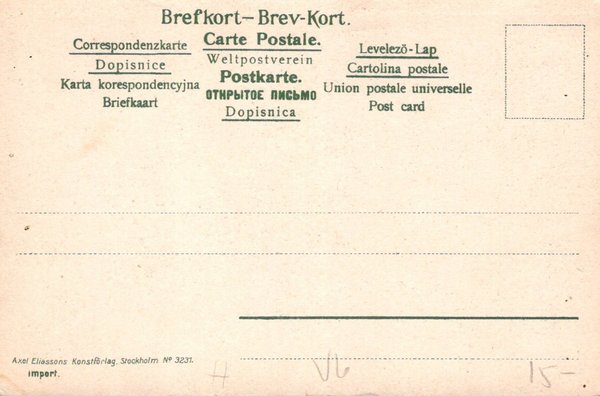 Brefkort—Brev-Kort.
Correspondenzkarte
Dopisnice
Karta korespondencyjna
Briefkaart
Carte Postale.
Weltpostverein
Postkarte.
ОТКРЫТОЕ ПИСЬМО
Dopisnica
Levelező-Lap
Cartolina postale
Union postale universelle
Post card
Axel Eliassons Konstförlag. Stockholm Nº 3231.
import.
H V6 15-